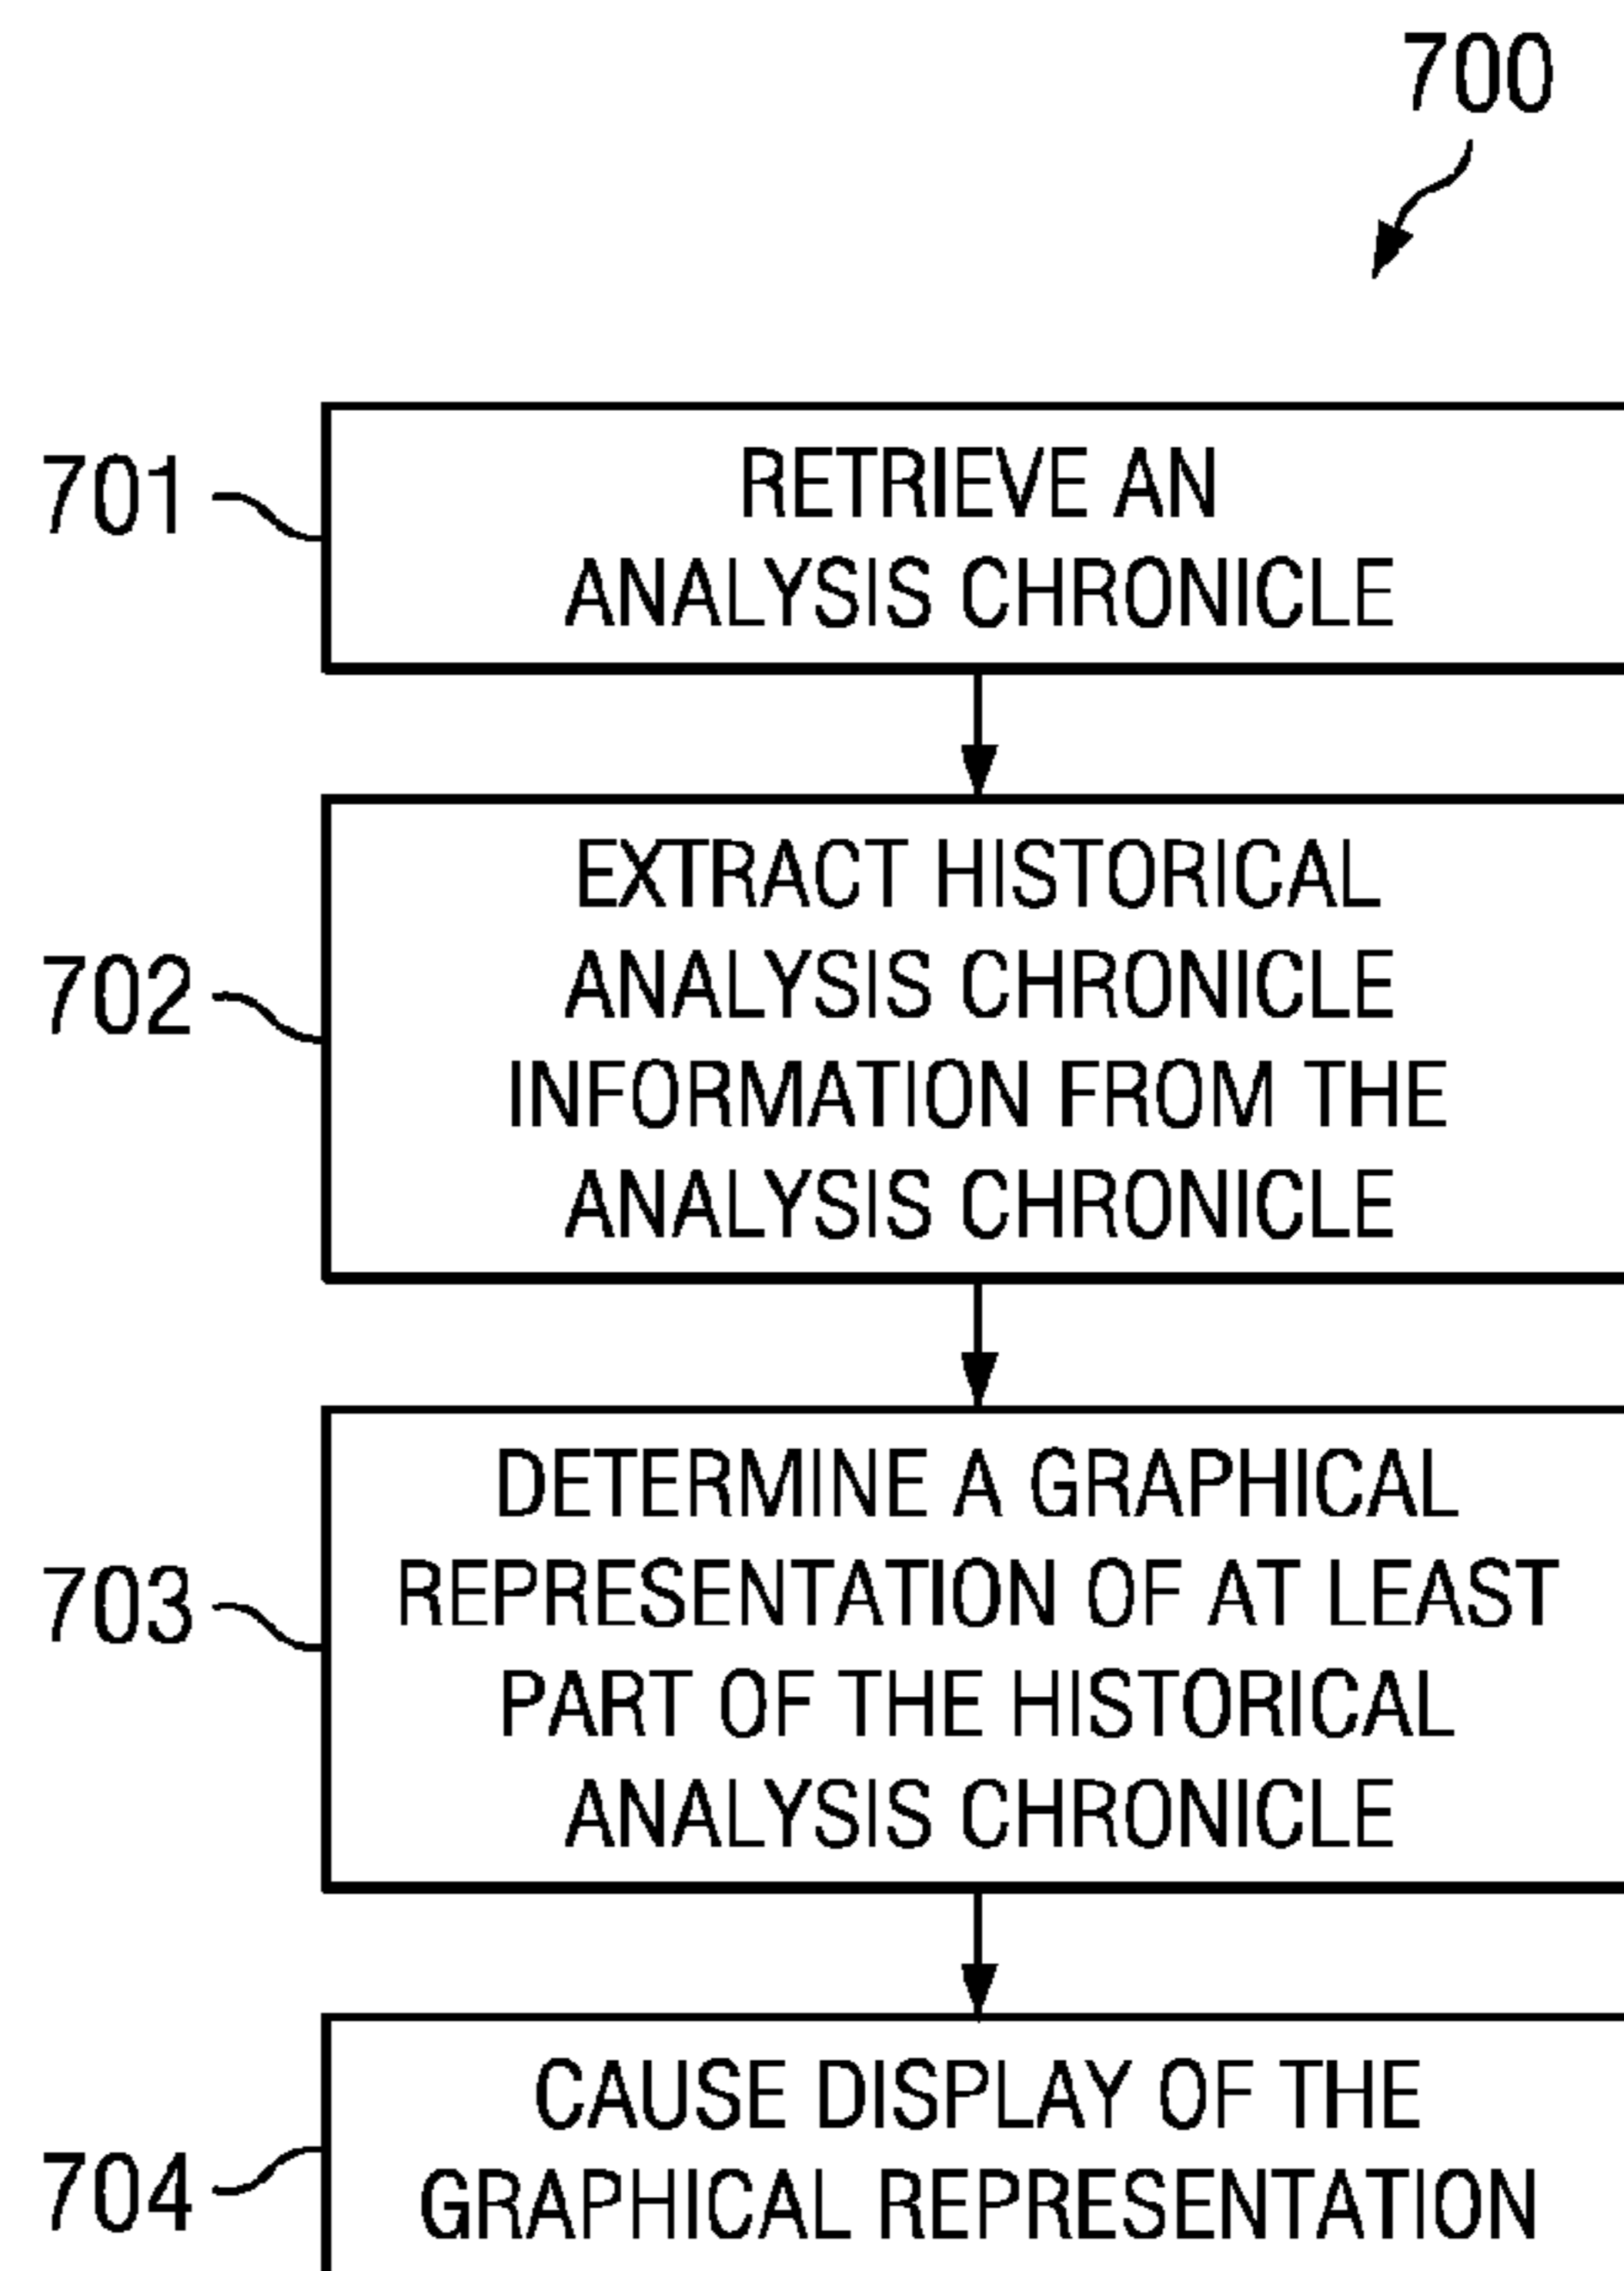 700
701
RETRIEVE AN
ANALYSIS CHRONICLE
702
EXTRACT HISTORICAL
ANALYSIS CHRONICLE
INFORMATION FROM THE
ANALYSIS CHRONICLE
703
DETERMINE A GRAPHICAL
REPRESENTATION OF AT LEAST
PART OF THE HISTORICAL
ANALYSIS CHRONICLE
704
CAUSE DISPLAY OF THE
GRAPHICAL REPRESENTATION